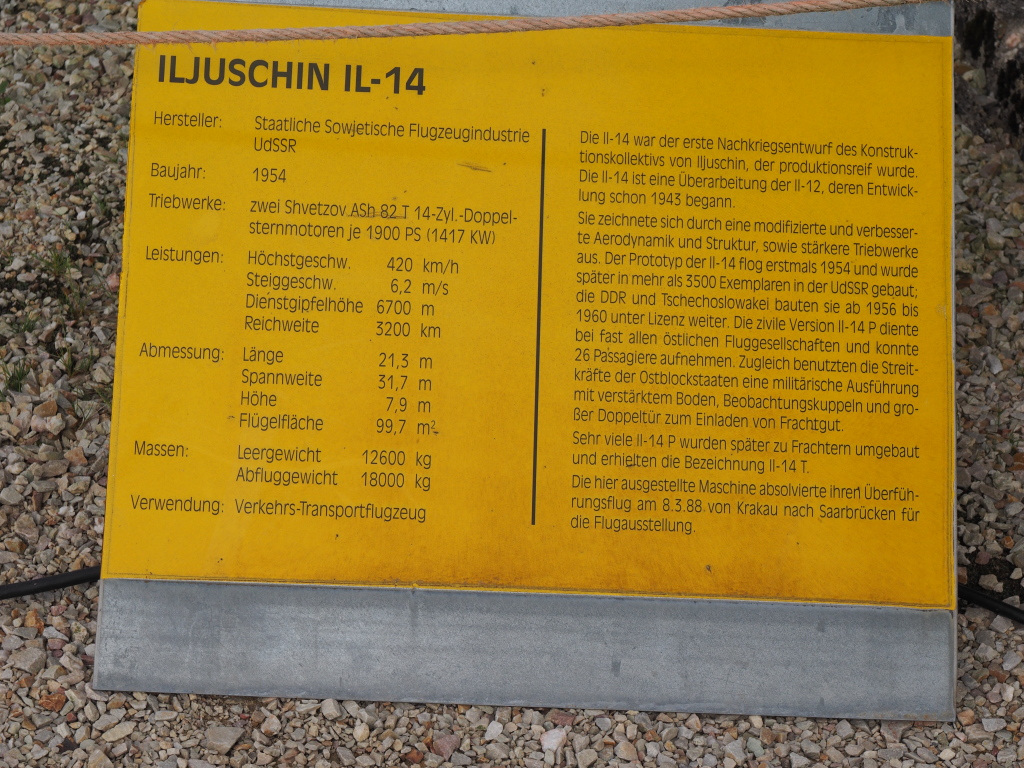 ILJUSCHIN IL-14
Hersteller: Staatliche Sowjetische Flugzeugindustrie
UdSSR
Baujahr: 1954
Triebwerke: zwei Shvetzov ASh 82 T 14-Zyl.-Doppel-
sternmotoren je 1900 PS (1417 KW)
Leistungen: Höchstgeschw. 420 km/h
Steiggeschw. 6,2 m/s
Dienstgipfelhöhe 6700 m
Reichweite 3200 km
Abmessung: Länge 21,3 m
Spannweite 31,7 m
Höhe 7,9 m
Flügelfläche 99,7 m²
Massen: Leergewicht 12600 kg
Abfluggewicht 18000 kg
Verwendung: Verkehrs-Transportflugzeug
Die Il-14 war der erste Nachkriegsentwurf des Konstruk-
tionskollektivs von Iljuschin, der produktionsreif wurde.
Die Il-14 ist eine Überarbeitung der Il-12, deren Entwick-
lung schon 1943 begann.
Sie zeichnete sich durch eine modifizierte und verbesser-
te Aerodynamik und Struktur, sowie stärkere Triebwerke
aus. Der Prototyp der Il-14 flog erstmals 1954 und wurde
später in mehr als 3500 Exemplaren in der UdSSR gebaut;
die DDR und Tschechoslowakei bauten sie ab 1956 bis
1960 unter Lizenz weiter. Die zivile Version Il-14 P diente
bei fast allen östlichen Fluggesellschaften und konnte
26 Passagiere aufnehmen. Zugleich benutzten die Streit-
kräfte der Ostblockstaaten eine militärische Ausführung
mit verstärktem Boden, Beobachtungskuppeln und gro-
ßer Doppeltür zum Einladen von Frachtgut.
Sehr viele Il-14 P wurden später zu Frachtern umgebaut
und erhielten die Bezeichnung Il-14 T.
Die hier ausgestellte Maschine absolvierte ihren Überfüh-
rungsflug am 8.3.88 von Krakau nach Saarbrücken für
die Flugausstellung.